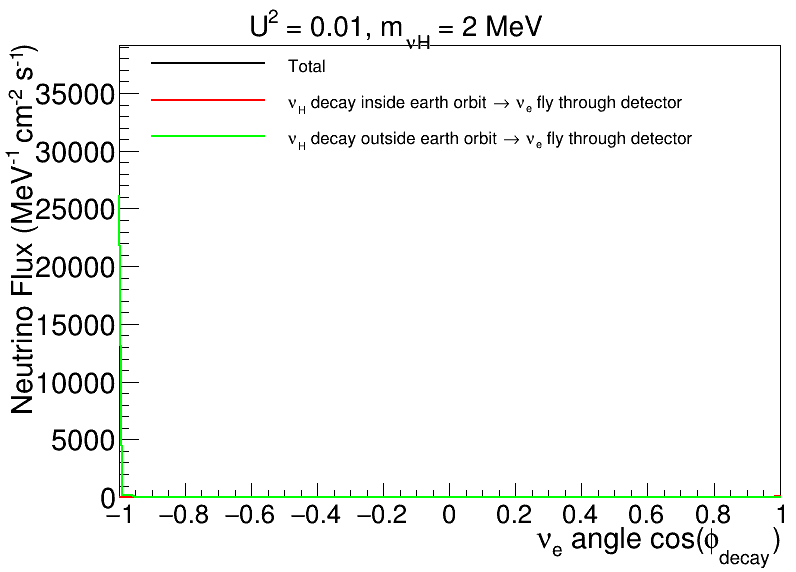 U² = 0.01, m_νH = 2 MeV
Total
ν_H decay inside earth orbit → ν_e fly through detector
ν_H decay outside earth orbit → ν_e fly through detector
Neutrino Flux (MeV⁻¹ cm⁻² s⁻¹)
35000
30000
25000
20000
15000
10000
5000
0
−1 −0.8 −0.6 −0.4 −0.2 0 0.2 0.4 0.6 0.8 1
ν_e angle cos(ϕ_decay)